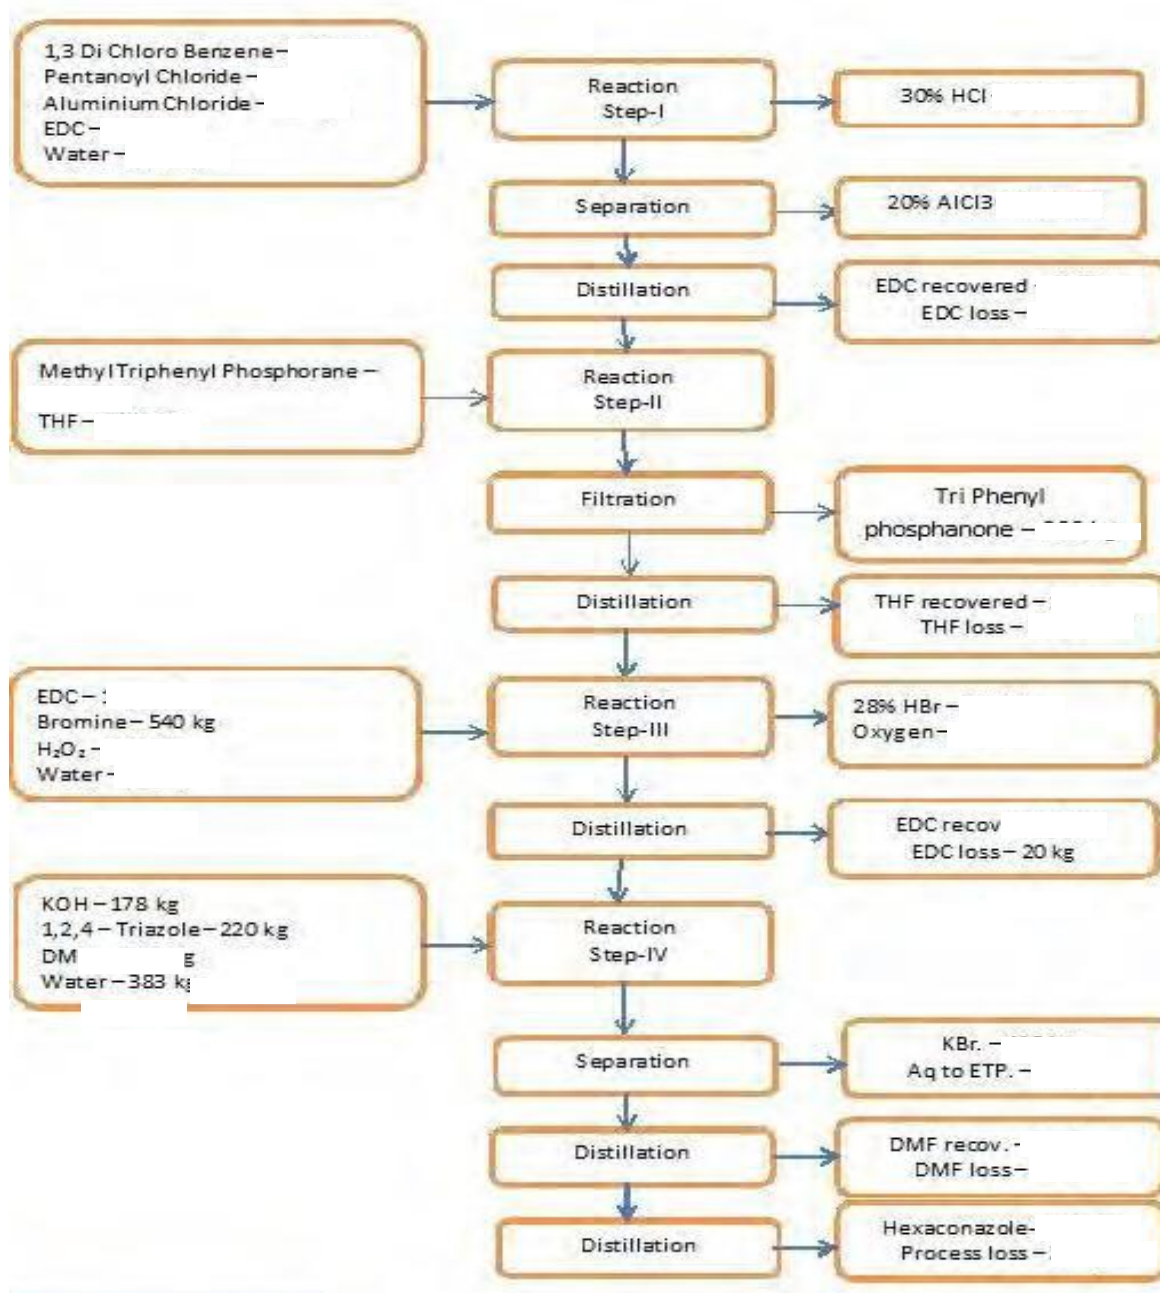 1,3 Di Chloro Benzene –
Pentanoyl Chloride –
Aluminium Chloride –
EDC –
Water –
Reaction
Step-I
30% HCl
Separation
20% AlCl3
Distillation
EDC recovered
EDC loss –
Methyl Triphenyl Phosphorane –
THF –
Reaction
Step-II
Filtration
Tri Phenyl
phosphanone –
Distillation
THF recovered –
THF loss –
EDC –
Bromine – 540 kg
H₂O₂ –
Water –
Reaction
Step-III
28% HBr –
Oxygen –
Distillation
EDC recov
EDC loss – 20 kg
KOH – 178 kg
1,2,4 – Triazole – 220 kg
DM g
Water – 383 kg
Reaction
Step-IV
Separation
KBr. –
Aq to ETP. –
Distillation
DMF recov. -
DMF loss –
Distillation
Hexaconazole-
Process loss –